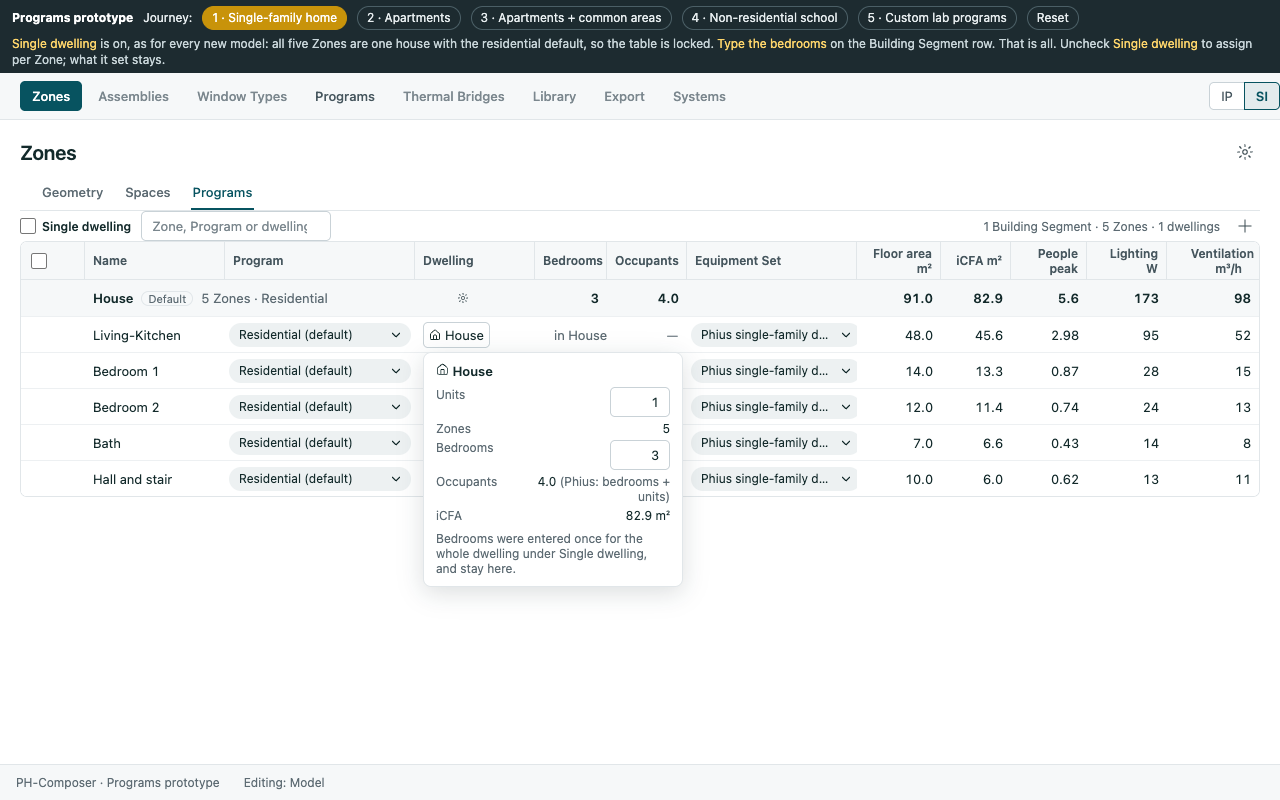 Programs prototype Journey: 1 · Single-family home 2 · Apartments 3 · Apartments + common areas 4 · Non-residential school 5 · Custom lab programs Reset
Single dwelling is on, as for every new model: all five Zones are one house with the residential default, so the table is locked. Type the bedrooms on the Building Segment row. That is all. Uncheck Single dwelling to assign
per Zone; what it set stays.
Zones Assemblies Window Types Programs Thermal Bridges Library Export Systems IP SI
Zones
Geometry Spaces Programs
Single dwelling Zone, Program or dwelling 1 Building Segment · 5 Zones · 1 dwellings
Name Program Dwelling Bedrooms Occupants Equipment Set Floor area m² iCFA m² People peak Lighting W Ventilation m³/h
House Default 5 Zones · Residential 3 4.0 91.0 82.9 5.6 173 98
Living-Kitchen Residential (default) House in House — Phius single-family d... 48.0 45.6 2.98 95 52
Bedroom 1 Residential (default) Phius single-family d... 14.0 13.3 0.87 28 15
Bedroom 2 Residential (default) Phius single-family d... 12.0 11.4 0.74 24 13
Bath Residential (default) Phius single-family d... 7.0 6.6 0.43 14 8
Hall and stair Residential (default) Phius single-family d... 10.0 6.0 0.62 13 11
House
Units 1
Zones 5
Bedrooms 3
Occupants 4.0 (Phius: bedrooms +
units)
iCFA 82.9 m²
Bedrooms were entered once for the
whole dwelling under Single dwelling,
and stay here.
PH-Composer · Programs prototype Editing: Model